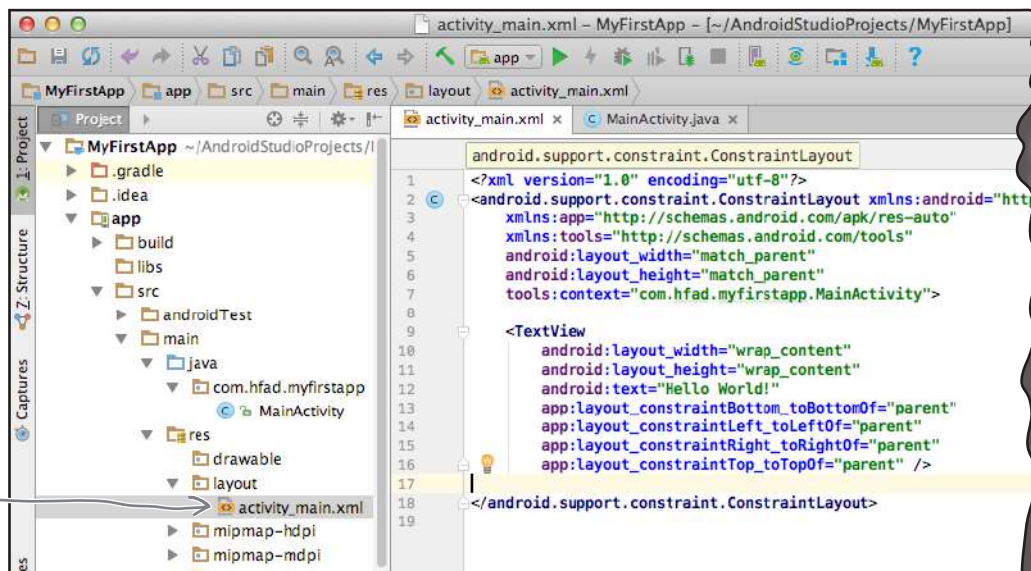 activity_main.xml – MyFirstApp – [~/AndroidStudioProjects/MyFirstApp]
app
MyFirstApp app src main res layout activity_main.xml
Project
activity_main.xml MainActivity.java
1: Project
Z: Structure
Captures
MyFirstApp ~/AndroidStudioProjects/
.gradle
.idea
app
build
libs
src
androidTest
main
java
com.hfad.myfirstapp
MainActivity
res
drawable
layout
activity_main.xml
mipmap-hdpi
mipmap-mdpi
android.support.constraint.ConstraintLayout
1 <?xml version="1.0" encoding="utf-8"?>
2 <android.support.constraint.ConstraintLayout xmlns:android="http
3 xmlns:app="http://schemas.android.com/apk/res-auto"
4 xmlns:tools="http://schemas.android.com/tools"
5 android:layout_width="match_parent"
6 android:layout_height="match_parent"
7 tools:context="com.hfad.myfirstapp.MainActivity">
8
9 <TextView
10 android:layout_width="wrap_content"
11 android:layout_height="wrap_content"
12 android:text="Hello World!"
13 app:layout_constraintBottom_toBottomOf="parent"
14 app:layout_constraintLeft_toLeftOf="parent"
15 app:layout_constraintRight_toRightOf="parent"
16 app:layout_constraintTop_toTopOf="parent" />
17
18 </android.support.constraint.ConstraintLayout>
19